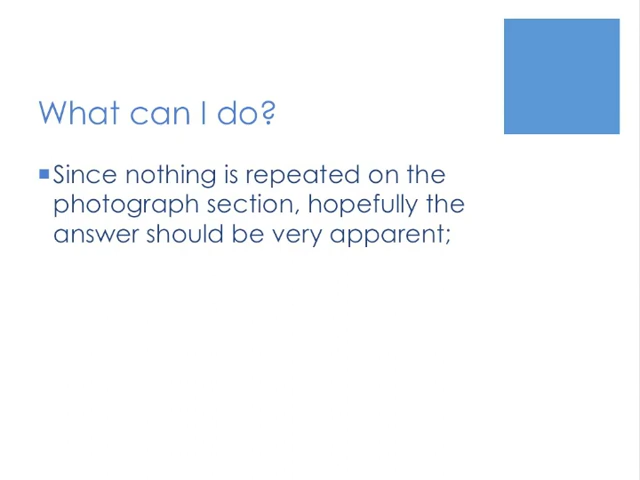 What can I do?
Since nothing is repeated on the
photograph section, hopefully the
answer should be very apparent;